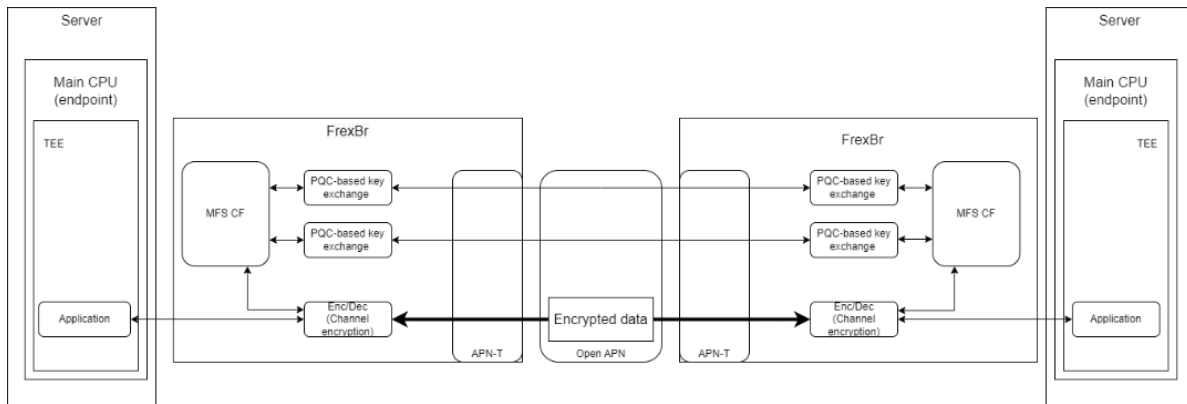 Server
Main CPU
(endpoint)
TEE
Application
FrexBr
MFS CF
PQC-based key
exchange
PQC-based key
exchange
Enc/Dec
(Channel
encryption)
APN-T
Encrypted data
Open APN
FrexBr
PQC-based key
exchange
PQC-based key
exchange
Enc/Dec
(Channel
encryption)
MFS CF
APN-T
Server
Main CPU
(endpoint)
TEE
Application